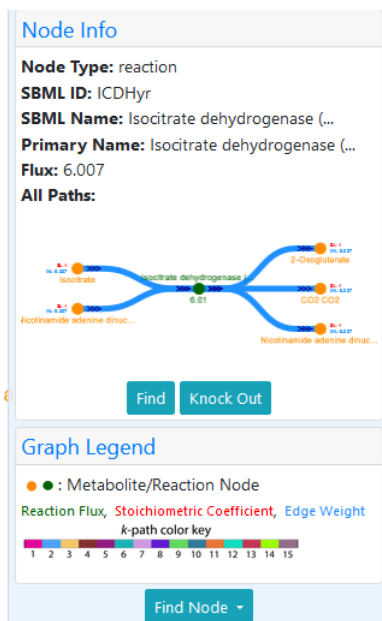 Node Info
Node Type: reaction
SBML ID: ICDHyr
SBML Name: Isocitrate dehydrogenase (...
Primary Name: Isocitrate dehydrogenase (...
Flux: 6.007
All Paths:
2-Oxoglutarate
Isocitrate dehydrogenase (
Isocitrate
6.01
CO2 CO2
Nicotinamide adenine dinuc...
Nicotinamide adenine dinuc...
Find
Knock Out
Graph Legend
: Metabolite/Reaction Node
Reaction Flux, Stoichiometric Coefficient, Edge Weight
k-path color key
1 2 3 4 5 6 7 8 9 10 11 12 13 14 15
Find Node